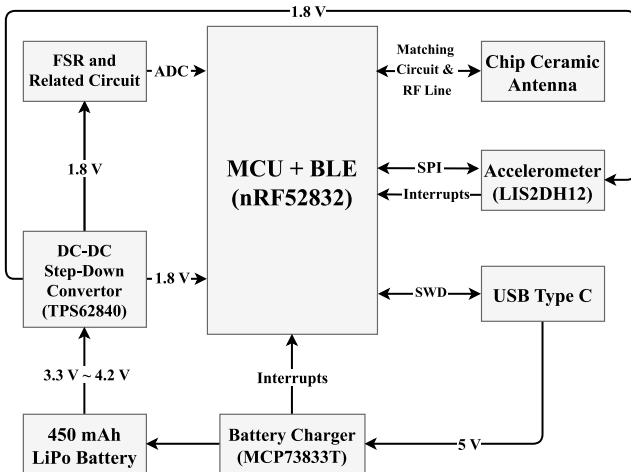 1.8 V
FSR and
Related Circuit
ADC
MCU + BLE
(nRF52832)
Matching
Circuit &
RF Line
Chip Ceramic
Antenna
1.8 V
SPI
Interrupts
Accelerometer
(LIS2DH12)
DC-DC
Step-Down
Convertor
(TPS62840)
1.8 V
SWD
USB Type C
3.3 V ~ 4.2 V
Interrupts
450 mAh
LiPo Battery
Battery Charger
(MCP73833T)
5 V